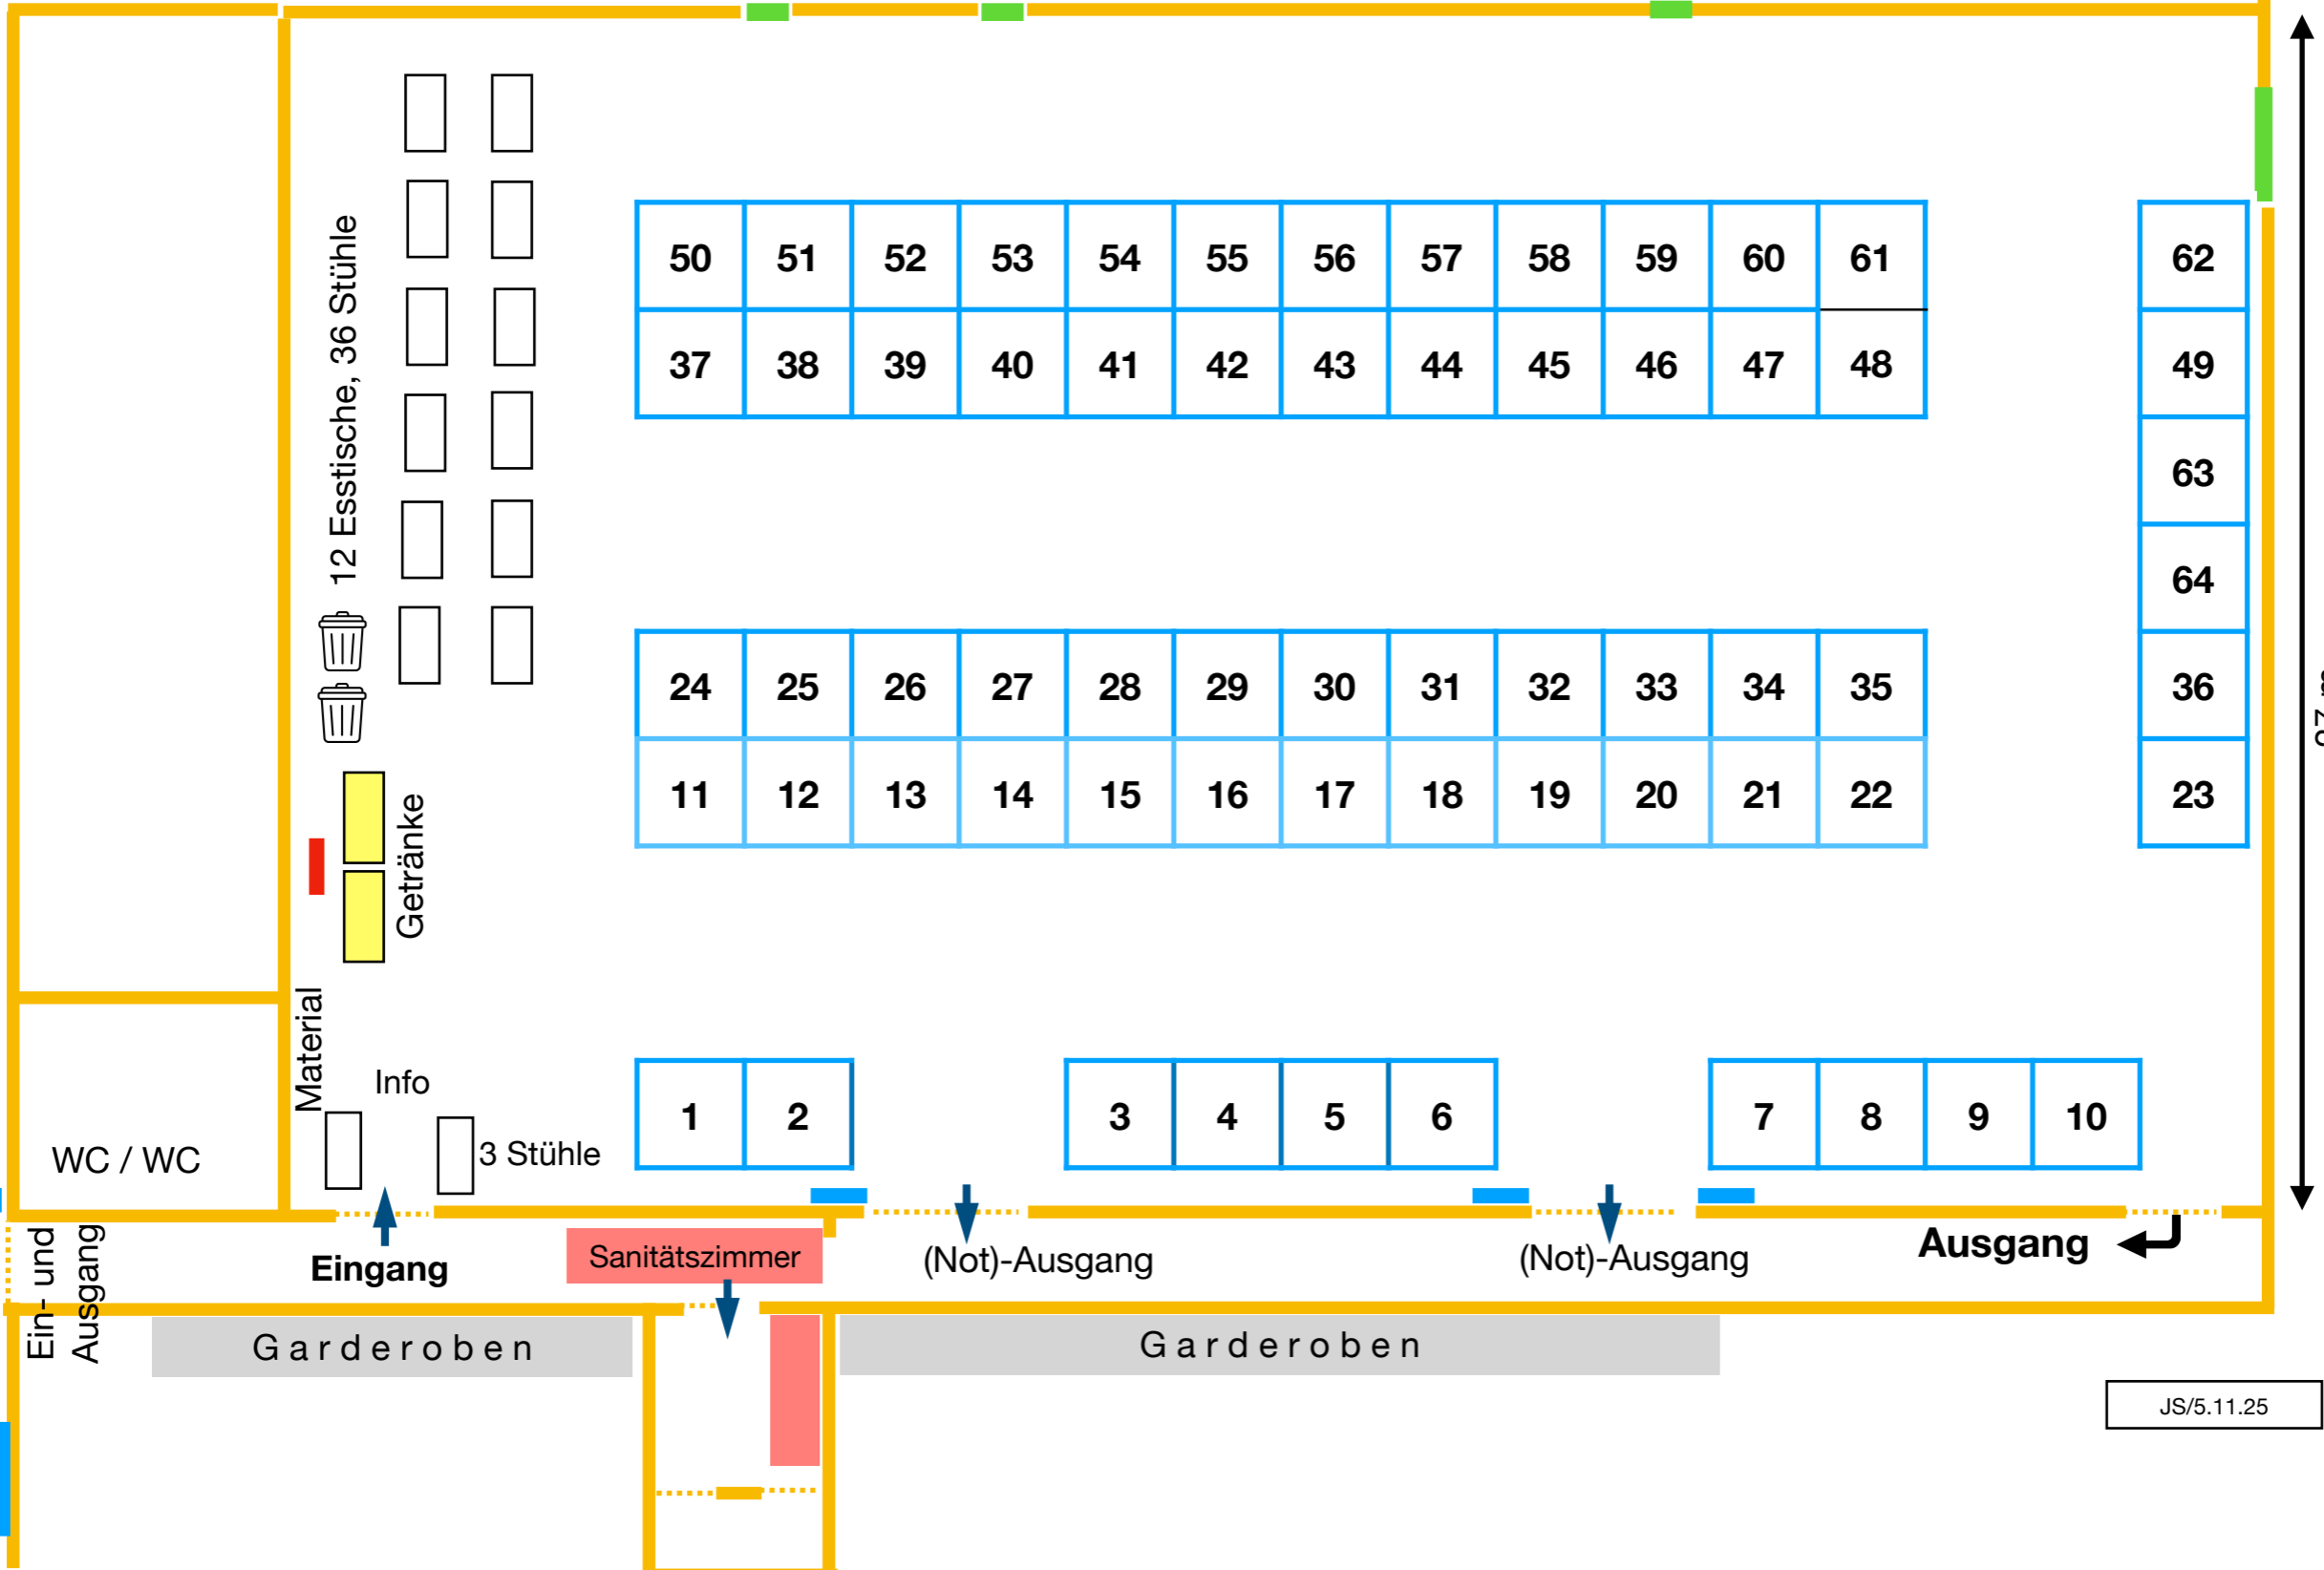 12 Esstische, 36 Stühle
50 51 52 53 54 55 56 57 58 59 60 61 62
37 38 39 40 41 42 43 44 45 46 47 48 49
63
64
24 25 26 27 28 29 30 31 32 33 34 35 36
11 12 13 14 15 16 17 18 19 20 21 22 23
Getränke
Material
Info
1 2 3 4 5 6 7 8 9 10
3 Stühle
WC / WC
Ein- und
Ausgang
Eingang
Sanitätszimmer
(Not)-Ausgang
(Not)-Ausgang
Ausgang
Garderoben
Garderoben
JS/5.11.25